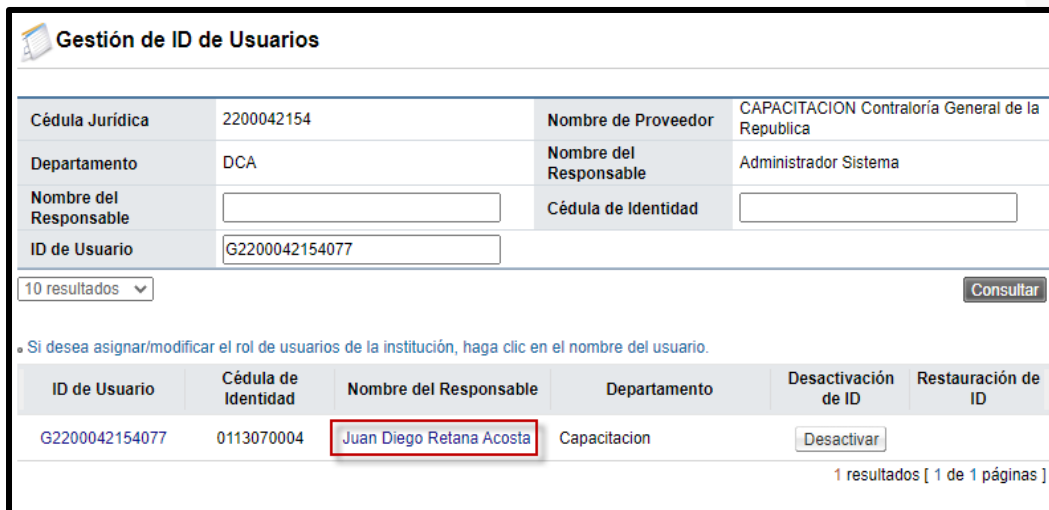 Gestión de ID de Usuarios
Cédula Jurídica 2200042154 Nombre de Proveedor CAPACITACION Contraloría General de la
Republica
Departamento DCA Nombre del
Responsable Administrador Sistema
Nombre del
Responsable Cédula de Identidad
ID de Usuario G2200042154077
10 resultados Consultar
Si desea asignar/modificar el rol de usuarios de la institución, haga clic en el nombre del usuario.
ID de Usuario Cédula de
Identidad Nombre del Responsable Departamento Desactivación
de ID Restauración de
ID
G2200042154077 0113070004 Juan Diego Retana Acosta Capacitacion Desactivar
1 resultados [ 1 de 1 páginas ]